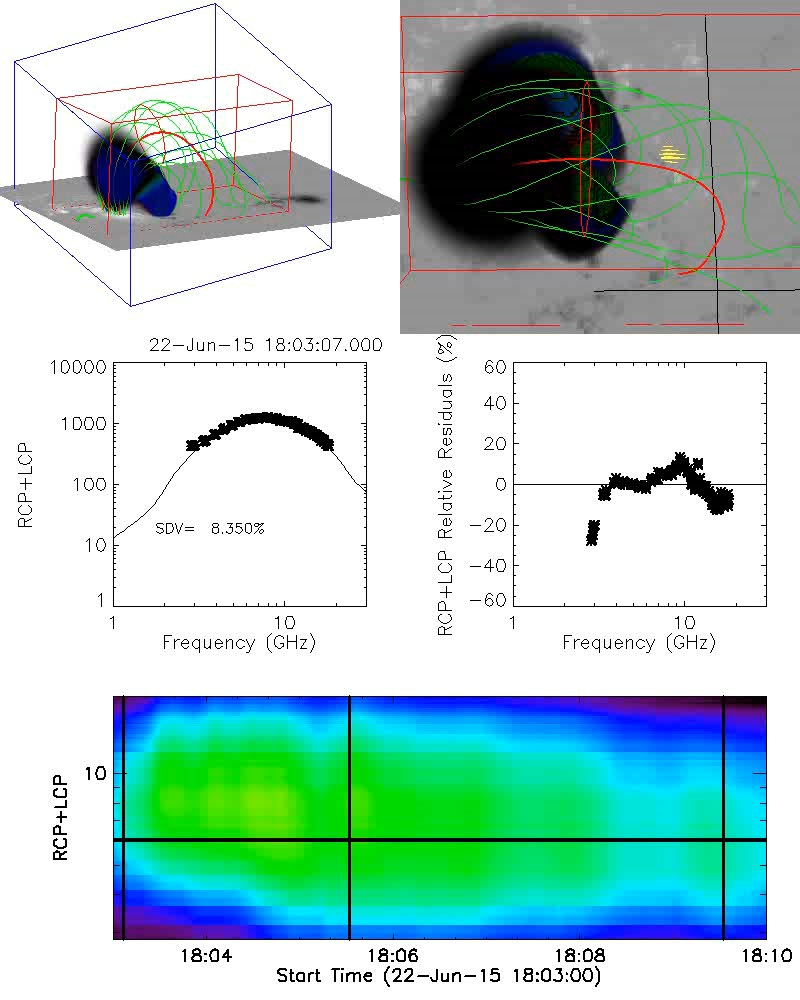 22-Jun-15 18:03:07.000
10000
1000
100
10
1
RCP+LCP
SDV= 8.350%
1
10
Frequency (GHz)
60
40
20
0
-20
-40
-60
RCP+LCP Relative Residuals (%)
1
10
Frequency (GHz)
10
RCP+LCP
18:04
18:06
18:08
18:10
Start Time (22-Jun-15 18:03:00)